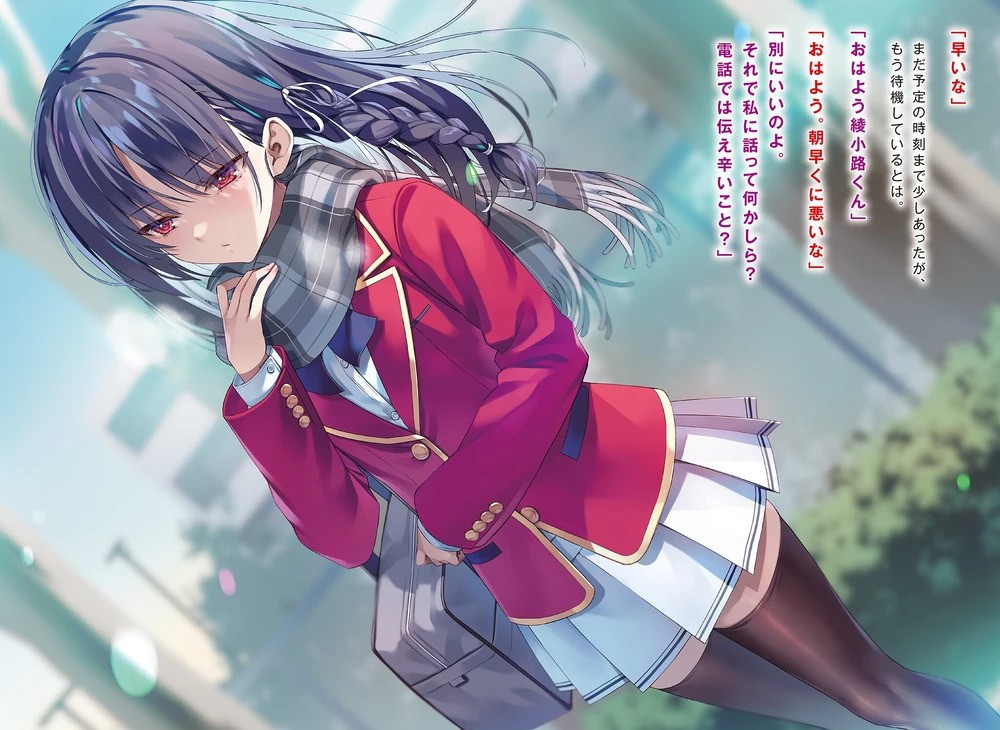 「早いな」
まだ予定の時刻まで少しあったが、
もう待機しているとは。
「おはよう綾小路くん」
「おはよう。朝早くに悪いな」
「別にいいのよ。
それで私に話って何かしら?
電話では伝え辛いこと?」